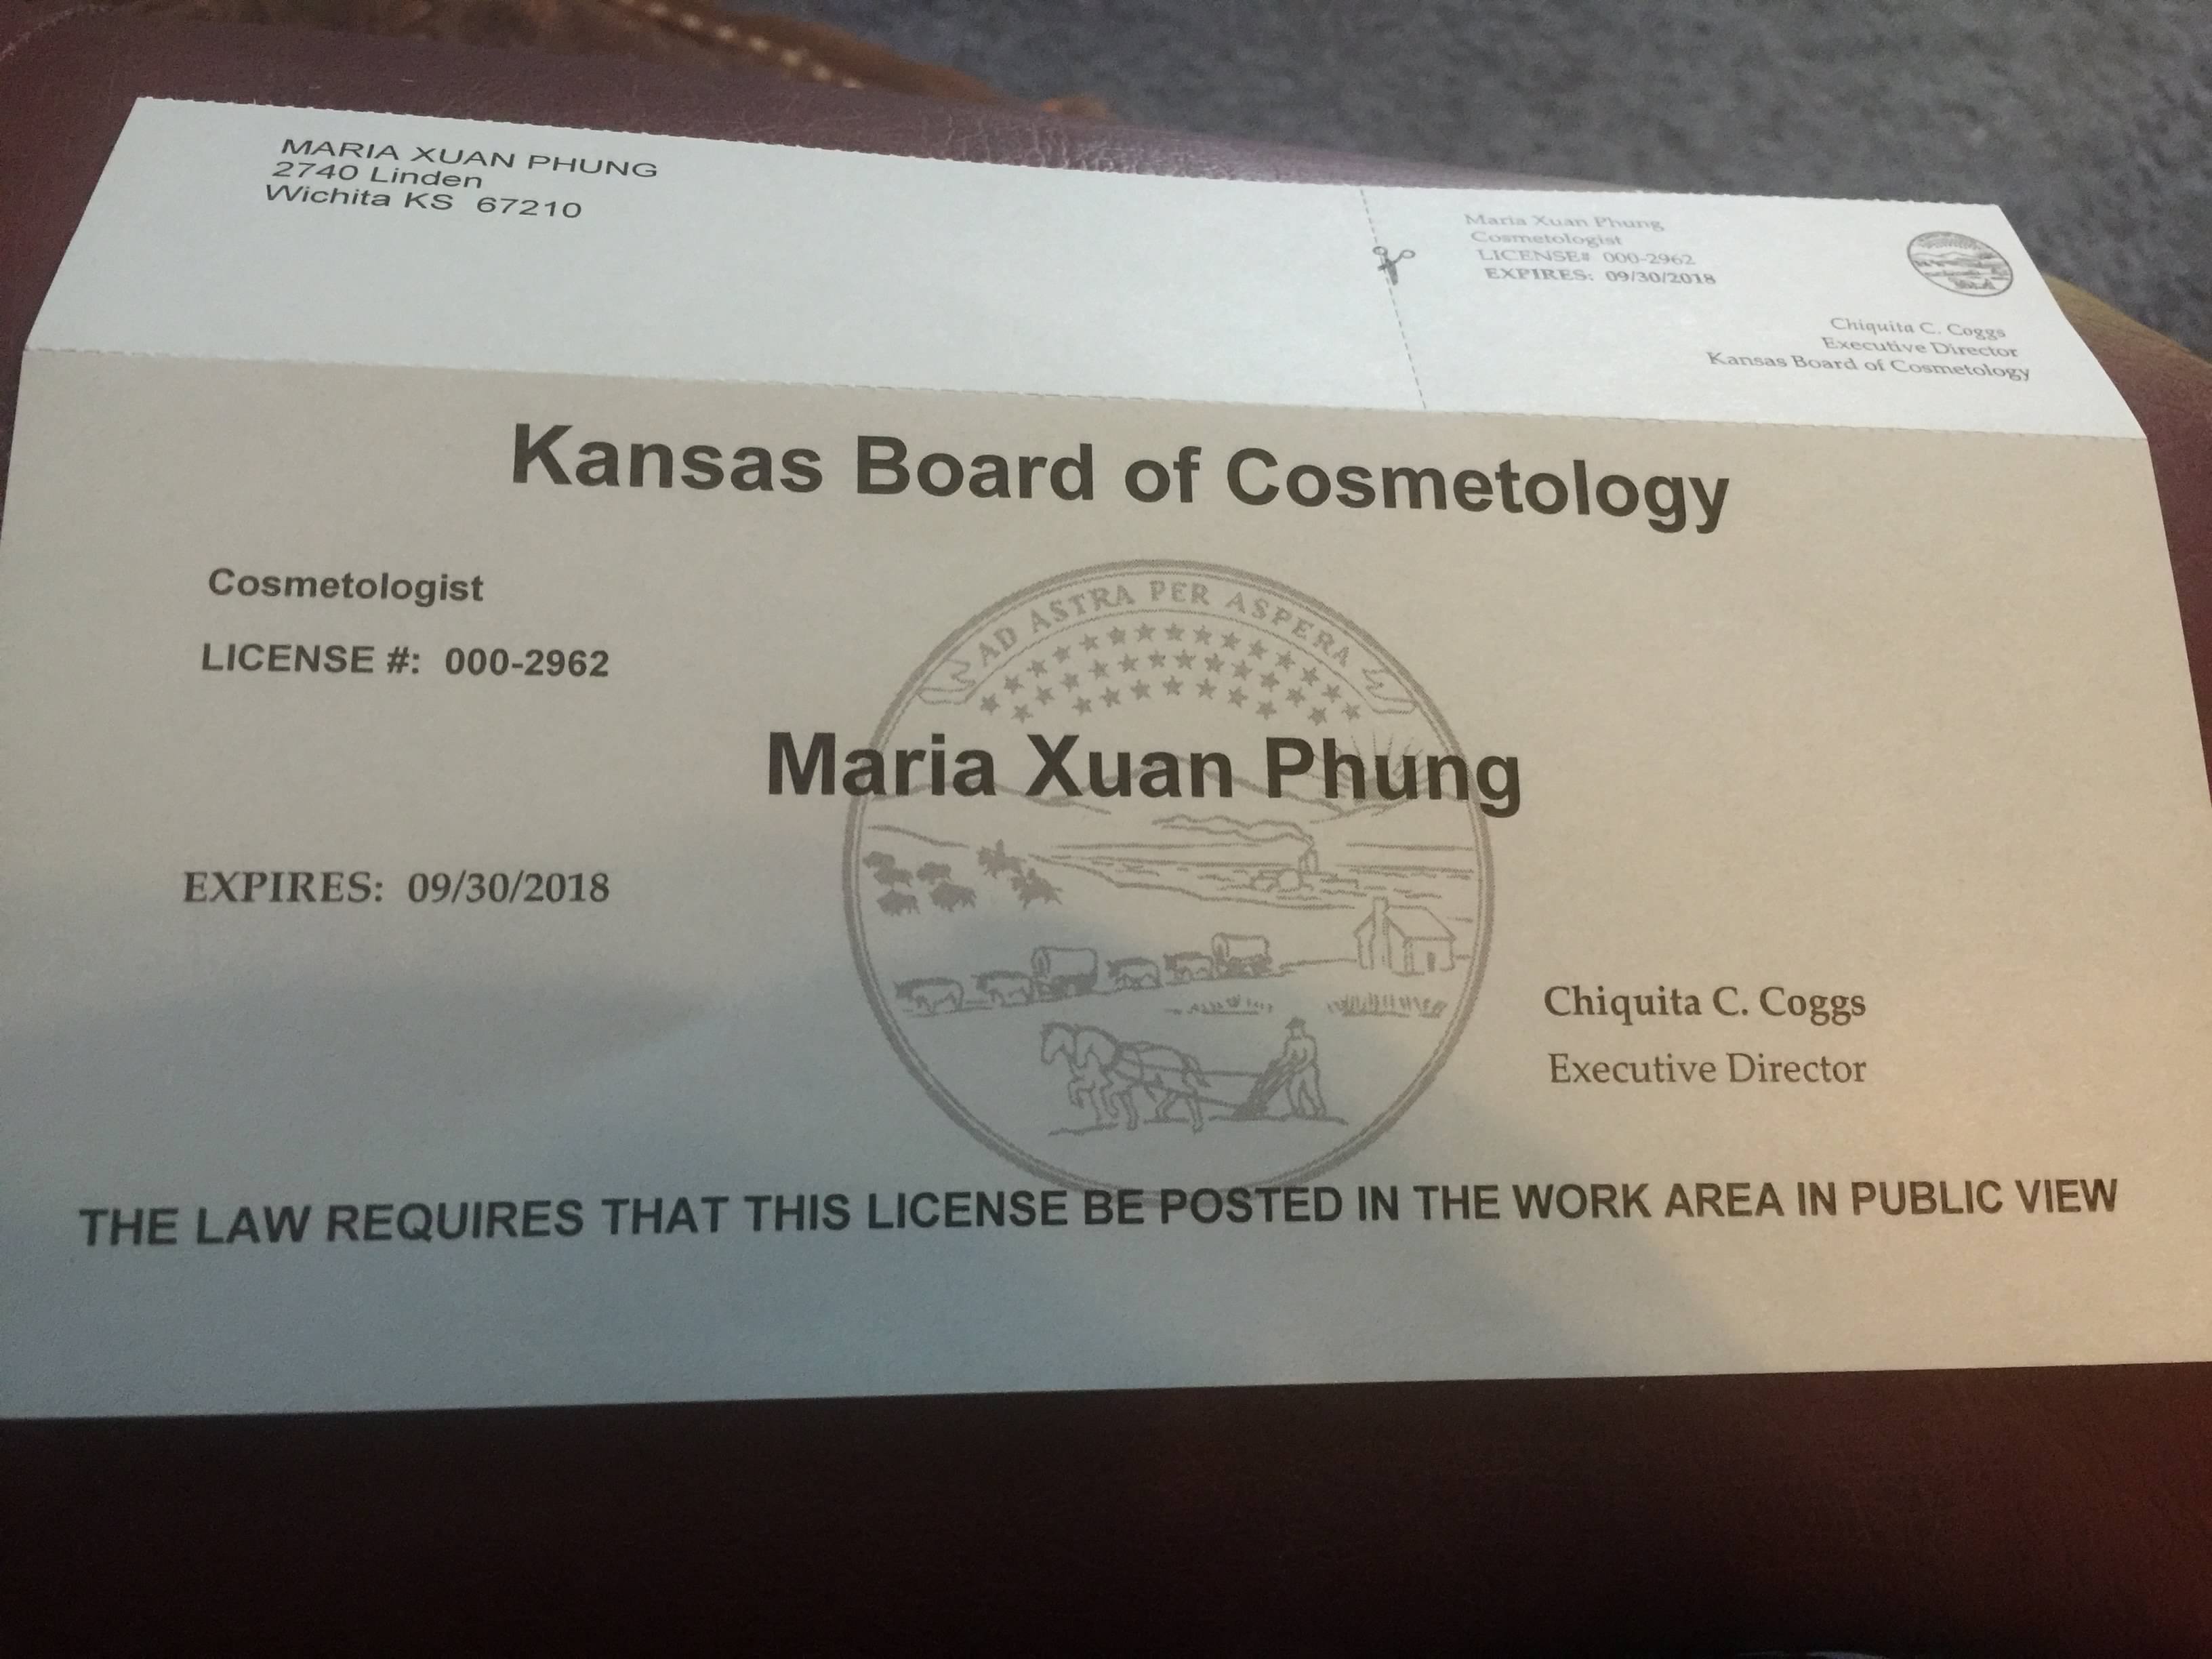 MARIA XUAN PHUNG
2740 Linden
Wichita KS 67210
Maria Xuan Phung
Cosmetologist
LICENSE# 000-2962
EXPIRES: 09/30/2018
Chiquita C. Coggs
Executive Director
Kansas Board of Cosmetology
Kansas Board of Cosmetology
Cosmetologist
LICENSE #: 000-2962
AD ASTRA PER ASPERA
Maria Xuan Phung
EXPIRES: 09/30/2018
Chiquita C. Coggs
Executive Director
THE LAW REQUIRES THAT THIS LICENSE BE POSTED IN THE WORK AREA IN PUBLIC VIEW